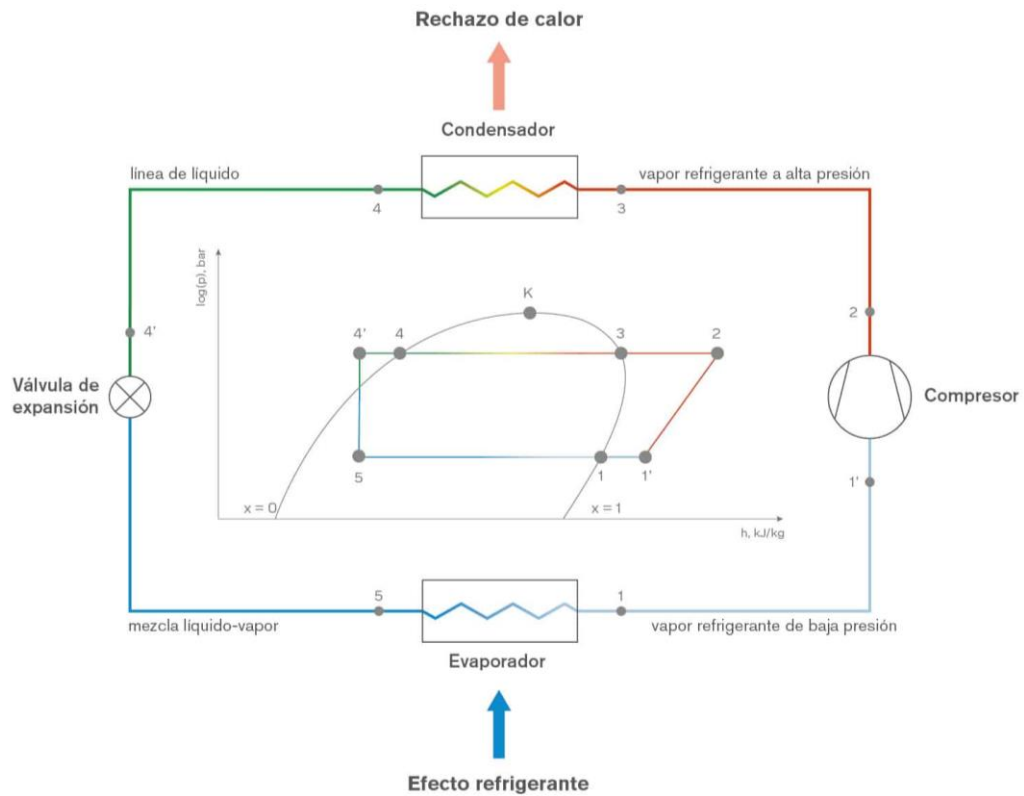 Rechazo de calor
Condensador
línea de líquido
vapor refrigerante a alta presión
4
3
log(p), bar
K
2
4'
4'
4
3
2
Válvula de
expansión
Compresor
5
1
1'
1'
x = 0
x = 1
h, kJ/kg
5
1
mezcla líquido-vapor
vapor refrigerante de baja presión
Evaporador
Efecto refrigerante